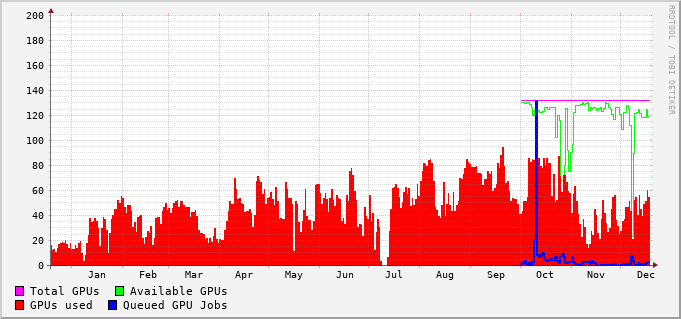 200
180
160
140
120
100
80
60
40
20
0
Jan Feb Mar Apr May Jun Jul Aug Sep Oct Nov Dec
Total GPUs Available GPUs
GPUs used Queued GPU Jobs
RRDTOOL / TOBI OETIKER